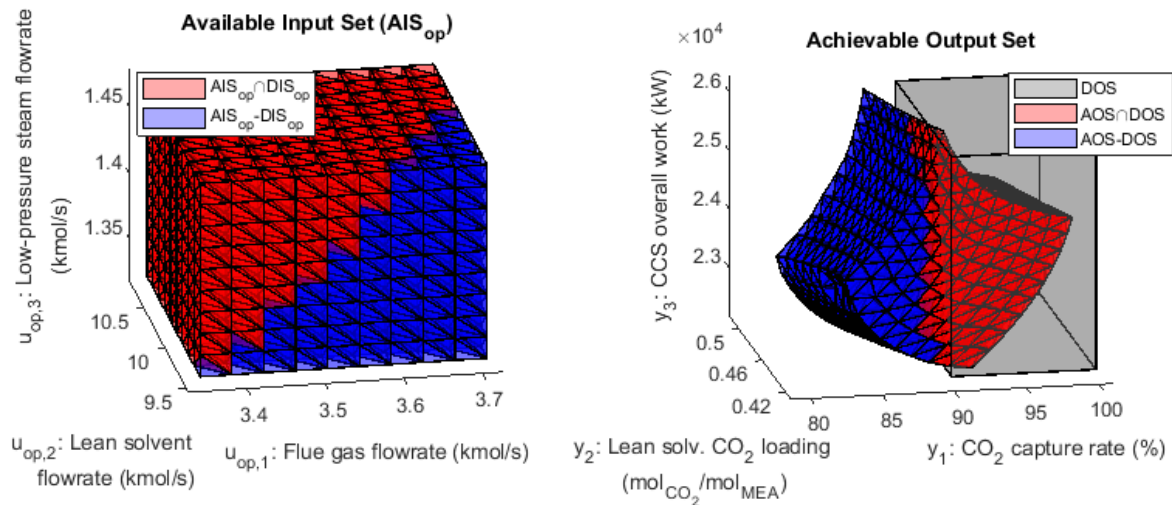 Available Input Set (AIS_op)
AIS_op∩DIS_op
AIS_op-DIS_op
u_op,3: Low-pressure steam flowrate
(kmol/s)
1.45
1.4
1.35
10.5
10
9.5
3.4
3.5
3.6
3.7
u_op,2: Lean solvent
flowrate (kmol/s)
u_op,1: Flue gas flowrate (kmol/s)
Achievable Output Set
×10^4
DOS
AOS∩DOS
AOS-DOS
y_3: CCS overall work (kW)
2.6
2.5
2.4
2.3
0.5
0.46
0.42
80
85
90
95
100
y_2: Lean solv. CO_2 loading
(mol_CO_2/mol_MEA)
y_1: CO_2 capture rate (%)